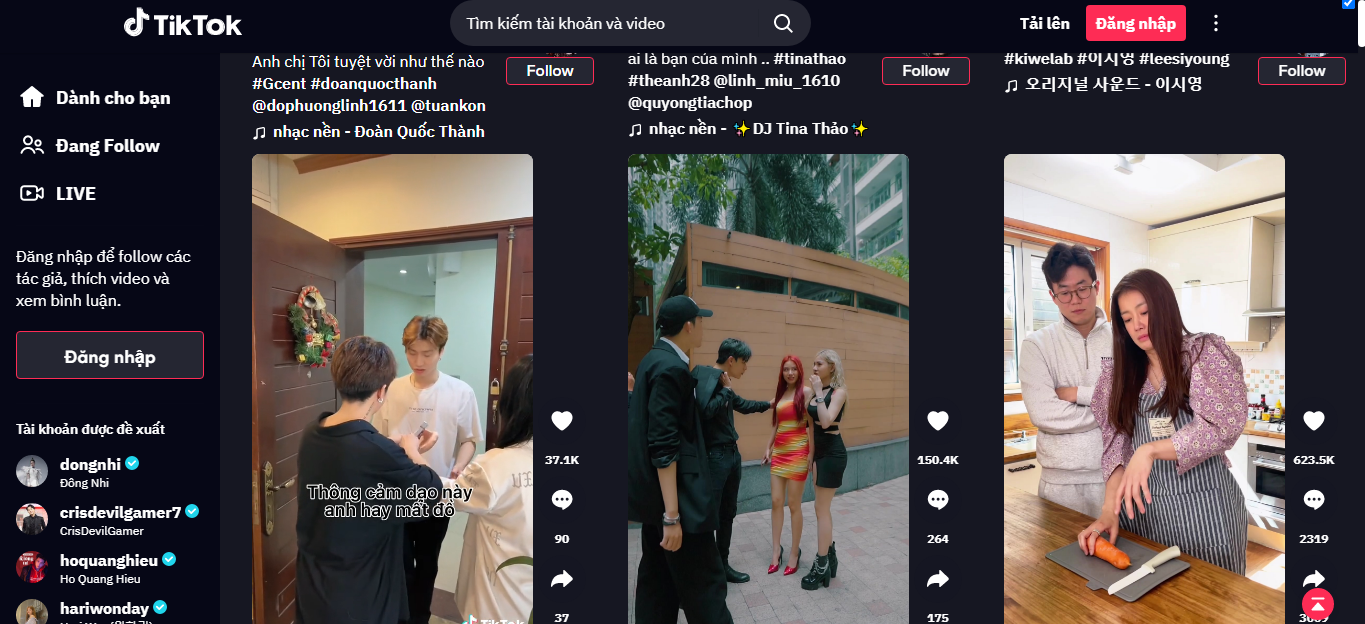 TikTok
Tìm kiếm tài khoản và video
Tải lên
Đăng nhập
Dành cho bạn
Đang Follow
LIVE
Đăng nhập để follow các
tác giả, thích video và
xem bình luận.
Đăng nhập
Tài khoản được đề xuất
dongnhi
Đông Nhi
crisdevilgamer7
CrisDevilGamer
hoquanghieu
Ho Quang Hieu
hariwonday
Anh chị Tôi tuyệt vời như thế nào
#Gcent #doanquocthanh
@dophuonglinh1611 @tuankon
♫ nhạc nền - Đoàn Quốc Thành
Follow
Thông cảm dạo này
anh hay mất đồ
TikTok
37.1K
90
37
ai là bạn của mình .. #tinathao
#theanh28 @linh_miu_1610
@quyongtiachop
♫ nhạc nền - ✨DJ Tina Thảo✨
Follow
150.4K
264
175
#kiwelab #이시영 #leesiyoung
♫ 오리지널 사운드 - 이시영
Follow
623.5K
2319